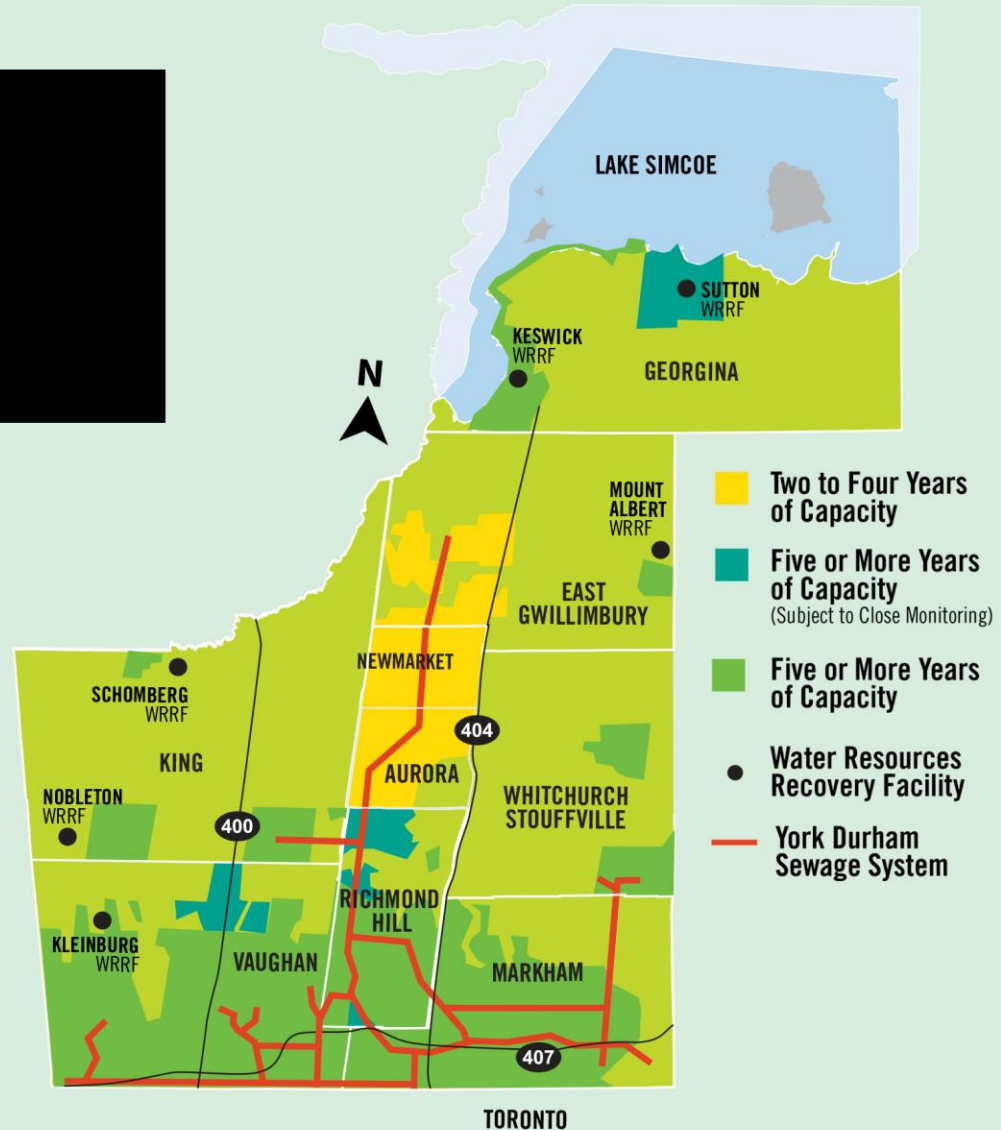 LAKE SIMCOE
SUTTON
WRRF
KESWICK
WRRF
GEORGINA
N
MOUNT
ALBERT
WRRF
EAST
GWILLIMBURY
NEWMARKET
SCHOMBERG
WRRF
404
KING
AURORA
WHITCHURCH
STOUFFVILLE
NOBLETON
WRRF
400
RICHMOND
HILL
KLEINBURG
WRRF
VAUGHAN
MARKHAM
407
TORONTO
Two to Four Years
of Capacity
Five or More Years
of Capacity
(Subject to Close Monitoring)
Five or More Years
of Capacity
Water Resources
Recovery Facility
York Durham
Sewage System